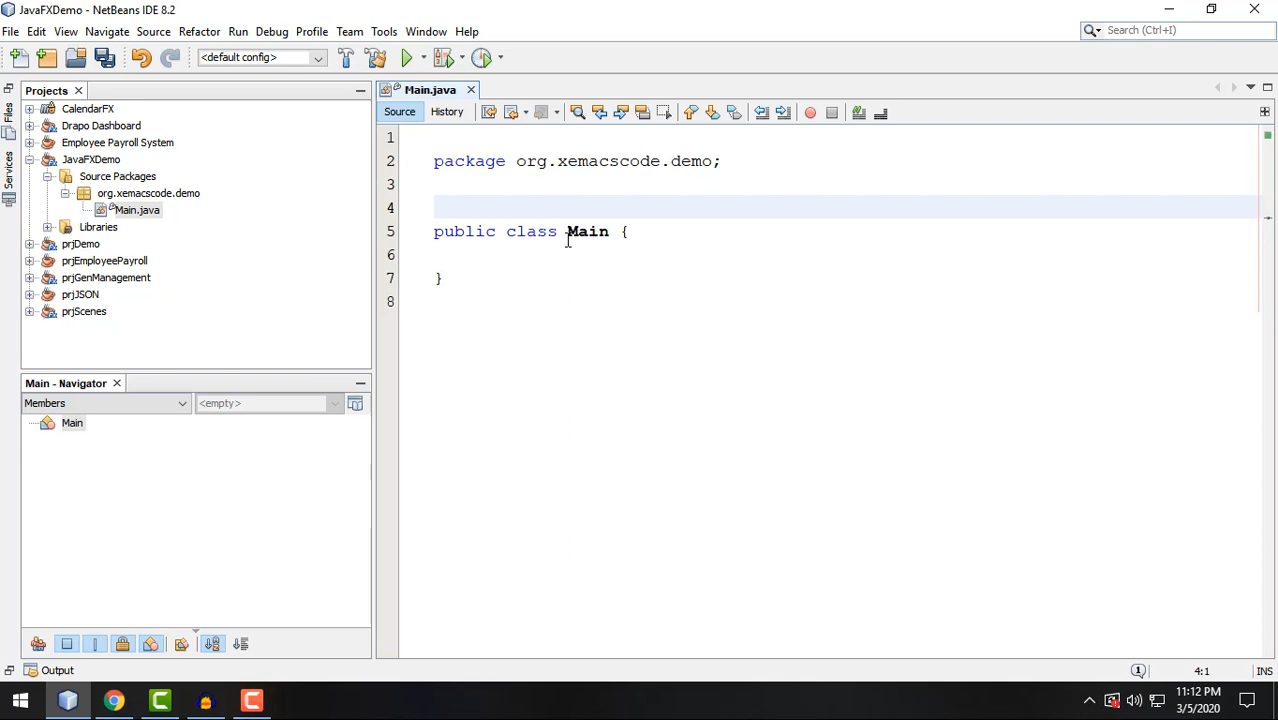 JavaFXDemo - NetBeans IDE 8.2
File Edit View Navigate Source Refactor Run Debug Profile Team Tools Window Help
Search (Ctrl+I)
<default config>
Files
Services
Projects
CalendarFX
Drapo Dashboard
Employee Payroll System
JavaFXDemo
Source Packages
org.xemacscode.demo
Main.java
Libraries
prjDemo
prjEmployeePayroll
prjGenManagement
prjJSON
prjScenes
Main - Navigator
Members
<empty>
Main
Main.java
Source History
1
2 package org.xemacscode.demo;
3
4
5 public class Main {
6
7 }
8
Output
1
4:1
INS
11:12 PM
3/5/2020